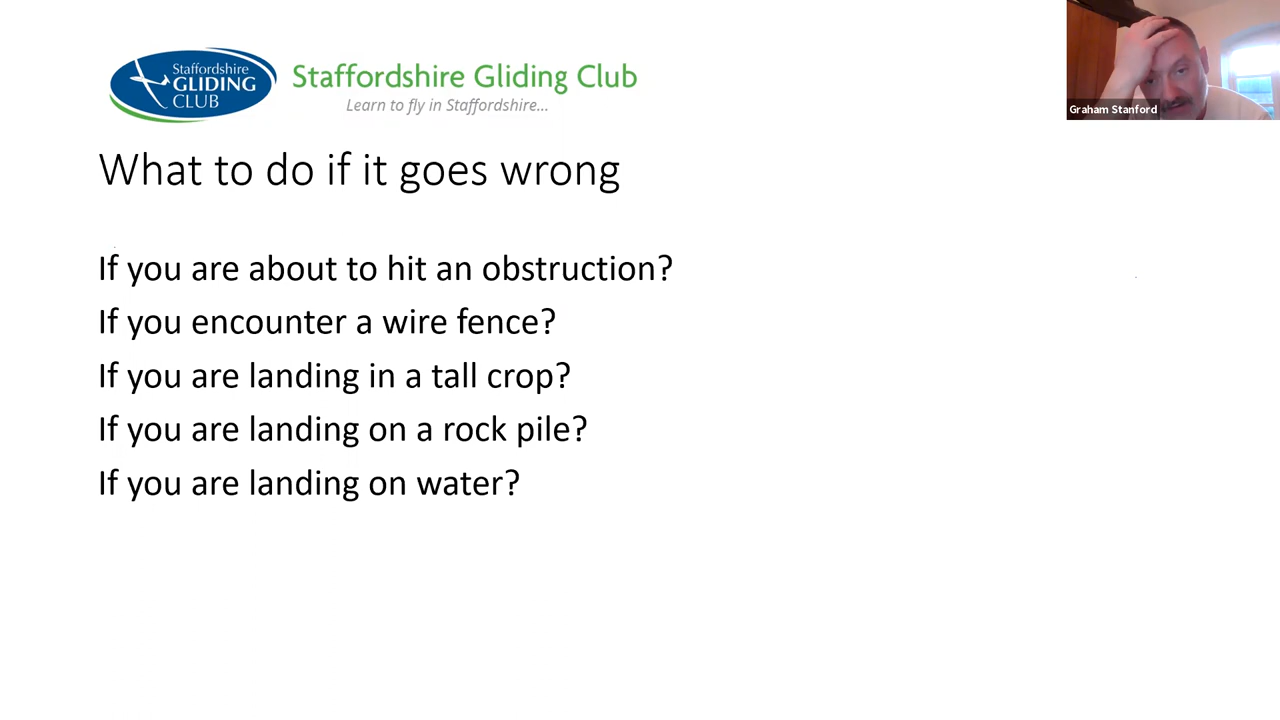 Staffordshire
GLIDING
CLUB
Staffordshire Gliding Club
Learn to fly in Staffordshire...
Graham Stanford
What to do if it goes wrong
If you are about to hit an obstruction?
If you encounter a wire fence?
If you are landing in a tall crop?
If you are landing on a rock pile?
If you are landing on water?